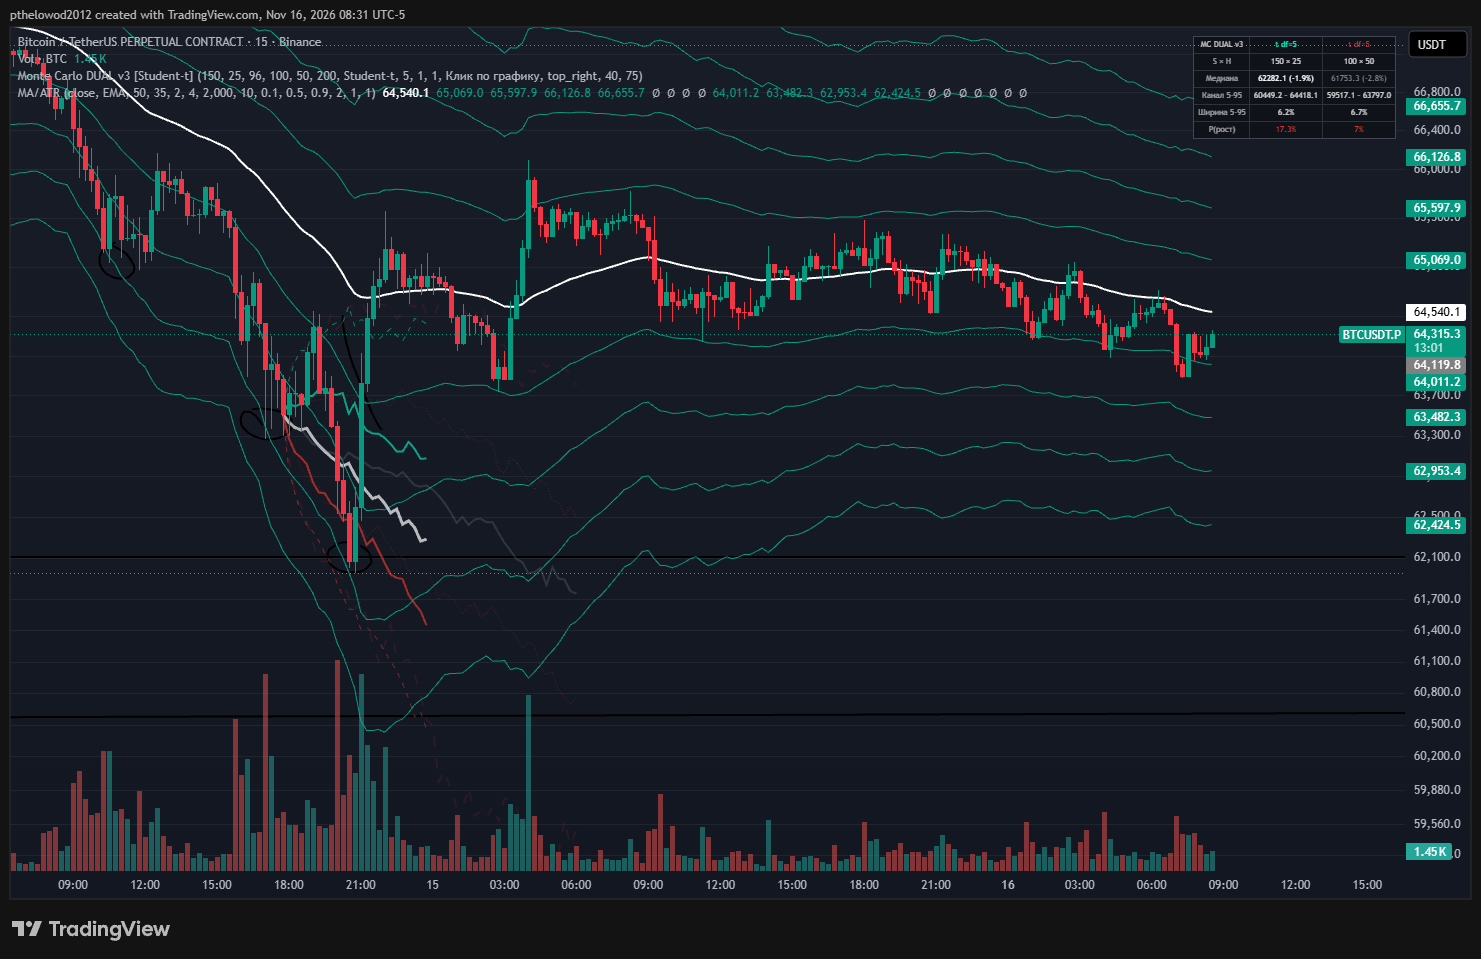 pthelowod2012 created with TradingView.com, Nov 16, 2026 08:31 UTC-5
Bitcoin / TetherUS PERPETUAL CONTRACT · 15 · Binance
Vol · BTC 1.45K
Monte Carlo DUAL v3 [Student-t] (150, 25, 96, 100, 50, 200, Student-t, 5, 1, 1, Клик по графику, top_right, 40, 75)
MA/ATR (close, EMA, 50, 35, 2, 4, 2,000, 10, 0.1, 0.5, 0.9, 2, 1, 1) 64,540.1 65,069.0 65,597.9 66,126.8 66,655.7 Ø Ø Ø Ø 64,011.2 63,482.3 62,953.4 62,424.5 Ø Ø Ø Ø Ø Ø Ø
MC DUAL v3 t df=5 t df=5
S × H 150 × 25 100 × 50
Медиана 62282.1 (-1.9%) 61753.3 (-2.8%)
Канал 5-95 60449.2 - 64418.1 59517.1 - 63797.0
Ширина 5-95 6.2% 6.7%
P(рост) 17.3% 7%
USDT
66,800.0
66,655.7
66,400.0
66,126.8
66,000.0
65,597.9
65,069.0
64,540.1
BTCUSDT.P 64,315.3
13:01
64,119.8
64,011.2
63,700.0
63,482.3
63,300.0
62,953.4
62,500.0
62,424.5
62,100.0
61,700.0
61,400.0
61,100.0
60,800.0
60,500.0
60,200.0
59,880.0
59,560.0
1.45K
09:00 12:00 15:00 18:00 21:00 15 03:00 06:00 09:00 12:00 15:00 18:00 21:00 16 03:00 06:00 09:00 12:00 15:00
TradingView